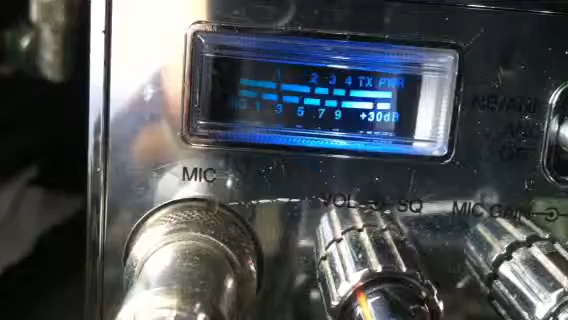 1 2 3 4 TX PWR
1 3 5 7 9 +30dB
NB/ANL
MIC
VOL SQ
MIC GAIN